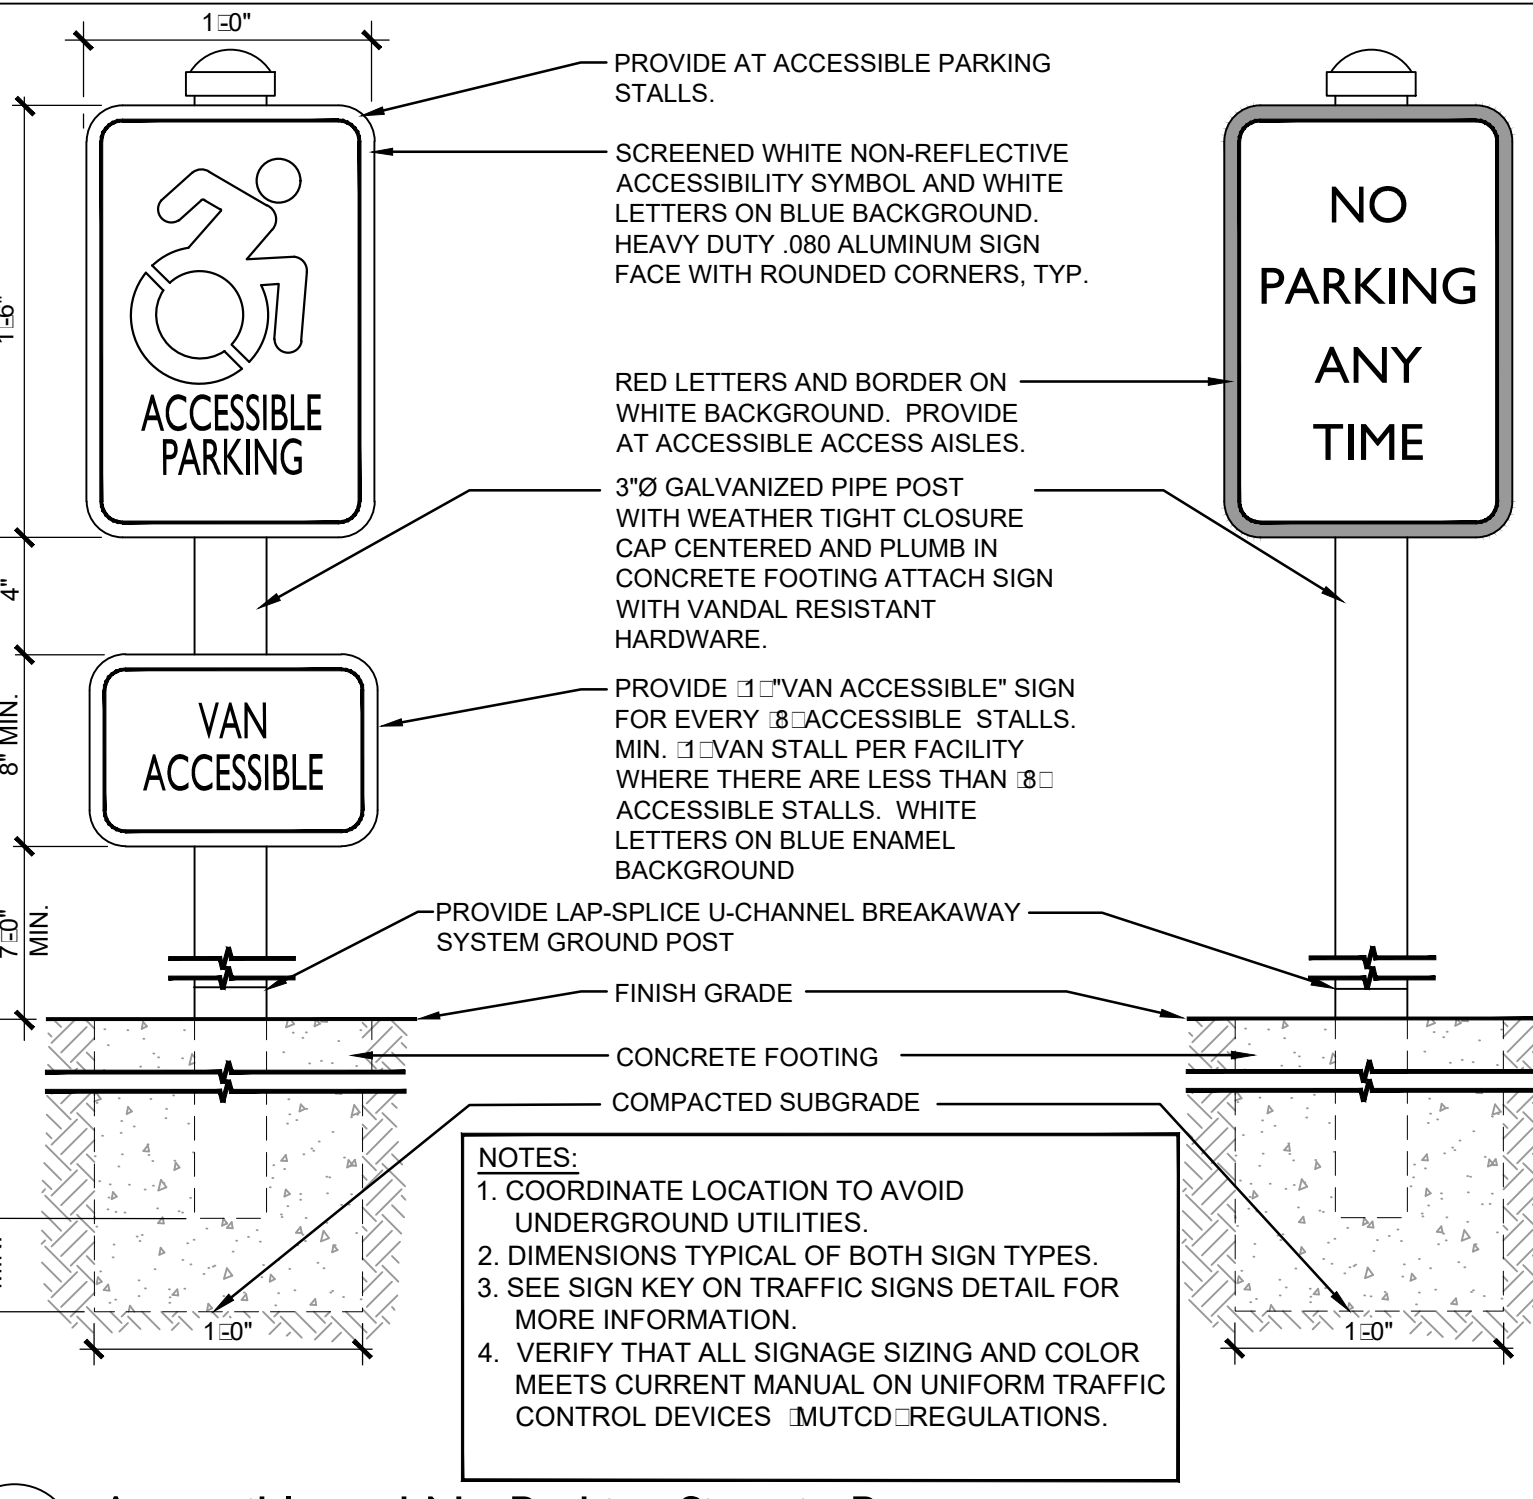 1'-0"
PROVIDE AT ACCESSIBLE PARKING
STALLS.
SCREENED WHITE NON-REFLECTIVE
ACCESSIBILITY SYMBOL AND WHITE
LETTERS ON BLUE BACKGROUND.
HEAVY DUTY .080 ALUMINUM SIGN
FACE WITH ROUNDED CORNERS, TYP.
1'-6"
ACCESSIBLE
PARKING
NO
PARKING
ANY
TIME
RED LETTERS AND BORDER ON
WHITE BACKGROUND. PROVIDE
AT ACCESSIBLE ACCESS AISLES.
3"Ø GALVANIZED PIPE POST
WITH WEATHER TIGHT CLOSURE
CAP CENTERED AND PLUMB IN
CONCRETE FOOTING ATTACH SIGN
WITH VANDAL RESISTANT
HARDWARE.
4"
VAN
ACCESSIBLE
8" MIN.
PROVIDE □1□"VAN ACCESSIBLE" SIGN
FOR EVERY □8□ACCESSIBLE STALLS.
MIN. □1□VAN STALL PER FACILITY
WHERE THERE ARE LESS THAN □8□
ACCESSIBLE STALLS. WHITE
LETTERS ON BLUE ENAMEL
BACKGROUND
7'-0"
MIN.
PROVIDE LAP-SPLICE U-CHANNEL BREAKAWAY
SYSTEM GROUND POST
FINISH GRADE
CONCRETE FOOTING
COMPACTED SUBGRADE
1'-0"
1'-0"
NOTES:
1. COORDINATE LOCATION TO AVOID
UNDERGROUND UTILITIES.
2. DIMENSIONS TYPICAL OF BOTH SIGN TYPES.
3. SEE SIGN KEY ON TRAFFIC SIGNS DETAIL FOR
MORE INFORMATION.
4. VERIFY THAT ALL SIGNAGE SIZING AND COLOR
MEETS CURRENT MANUAL ON UNIFORM TRAFFIC
CONTROL DEVICES □MUTCD□REGULATIONS.